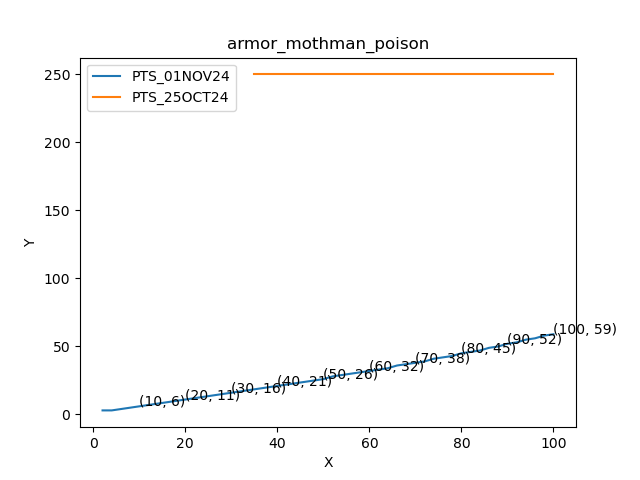 armor_mothman_poison
PTS_01NOV24
PTS_25OCT24
250
200
150
100
50
0
Y
(10, 6)
(20, 11)
(30, 16)
(40, 21)
(50, 26)
(60, 32)
(70, 38)
(80, 45)
(90, 52)
(100, 59)
0 20 40 60 80 100
X